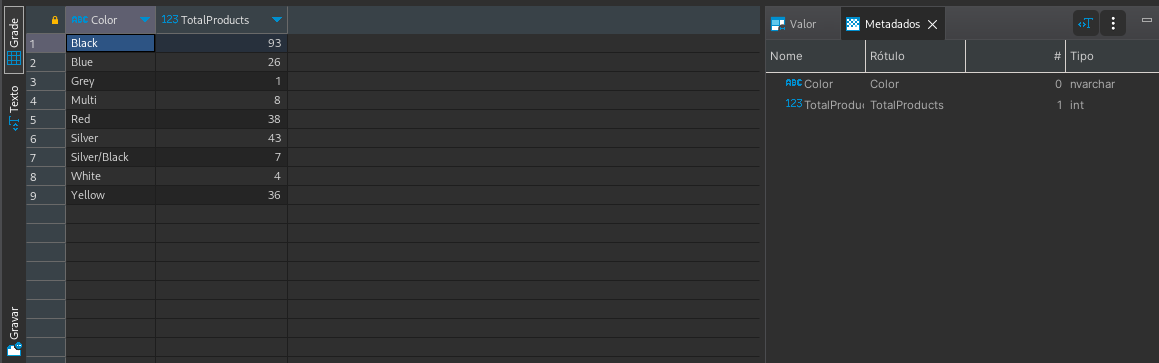 Grade
Texto
Gravar
ABC Color 123 TotalProducts
1 Black 93
2 Blue 26
3 Grey 1
4 Multi 8
5 Red 38
6 Silver 43
7 Silver/Black 7
8 White 4
9 Yellow 36
Valor Metadados
Nome Rótulo # Tipo
ABC Color Color 0 nvarchar
123 TotalProduc TotalProducts 1 int